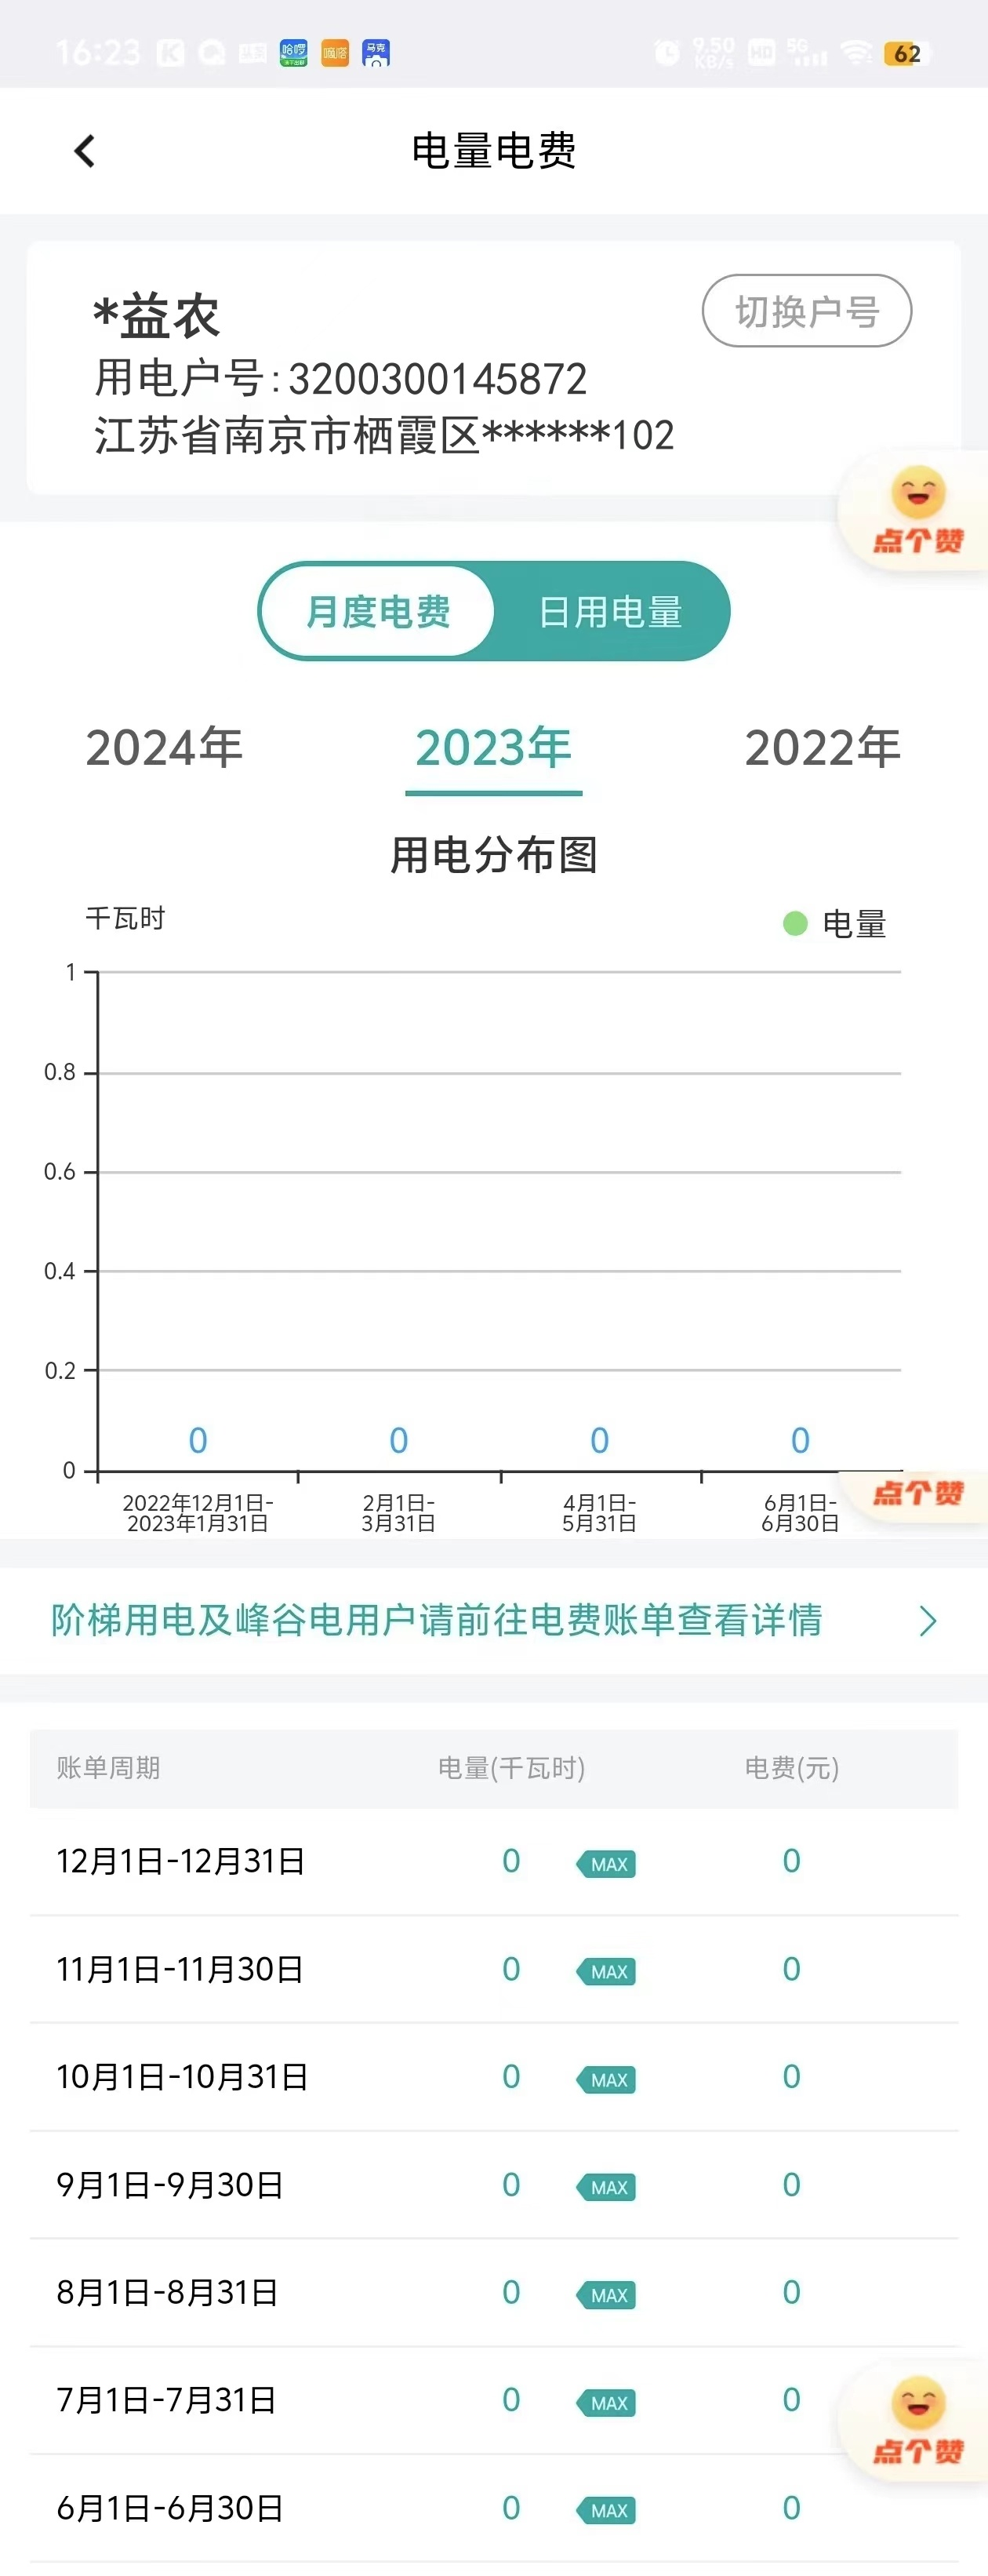 16:23
哈啰
嘀嗒
马克
9.50
KB/s
HD
5G
62
电量电费
*益农
切换户号
用电户号:3200300145872
江苏省南京市栖霞区******102
点个赞
月度电费 日用电量
2024年 2023年 2022年
用电分布图
千瓦时
电量
1
0.8
0.6
0.4
0.2
0
0 0 0 0
2022年12月1日-
2023年1月31日
2月1日-
3月31日
4月1日-
5月31日
6月1日-
6月30日
点个赞
阶梯用电及峰谷电用户请前往电费账单查看详情
账单周期 电量(千瓦时) 电费(元)
12月1日-12月31日 0 MAX 0
11月1日-11月30日 0 MAX 0
10月1日-10月31日 0 MAX 0
9月1日-9月30日 0 MAX 0
8月1日-8月31日 0 MAX 0
7月1日-7月31日 0 MAX 0
点个赞
6月1日-6月30日 0 MAX 0